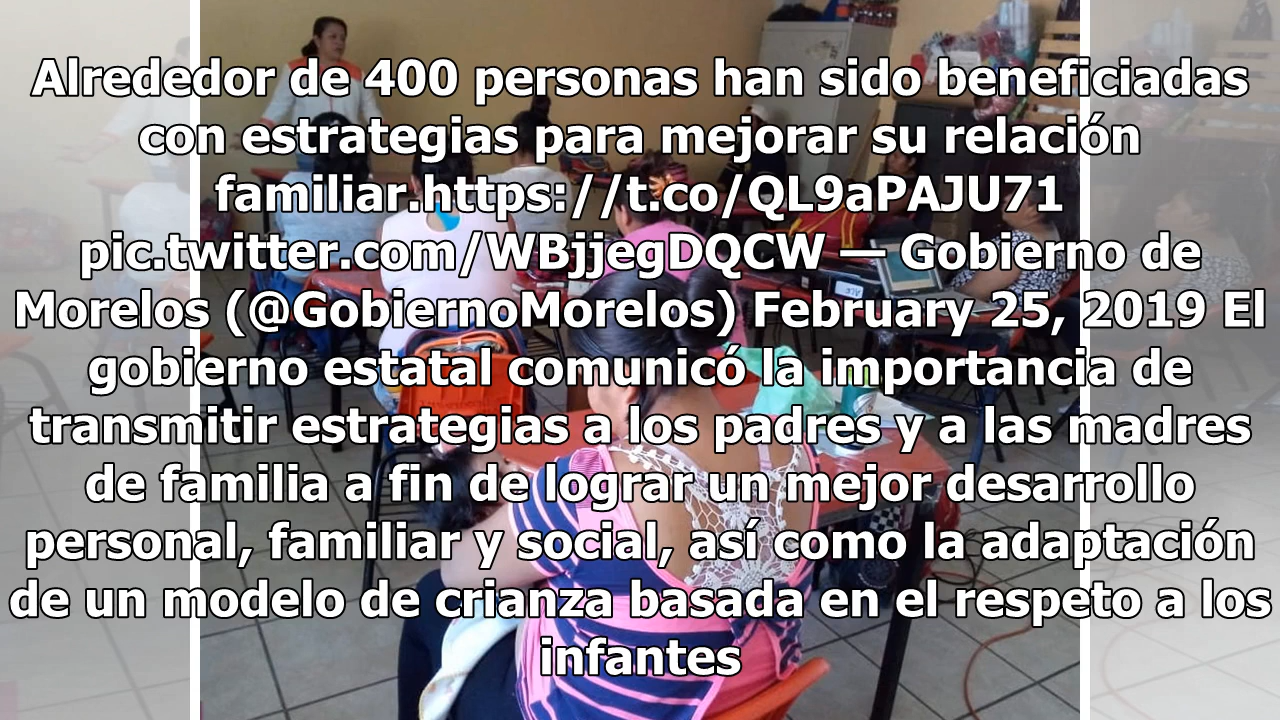 Alrededor de 400 personas han sido beneficiadas
con estrategias para mejorar su relación
familiar.https://t.co/QL9aPAJU71
pic.twitter.com/WBjjegDQCW — Gobierno de
Morelos (@GobiernoMorelos) February 25, 2019 El
gobierno estatal comunicó la importancia de
transmitir estrategias a los padres y a las madres
de familia a fin de lograr un mejor desarrollo
personal, familiar y social, así como la adaptación
de un modelo de crianza basada en el respeto a los
infantes